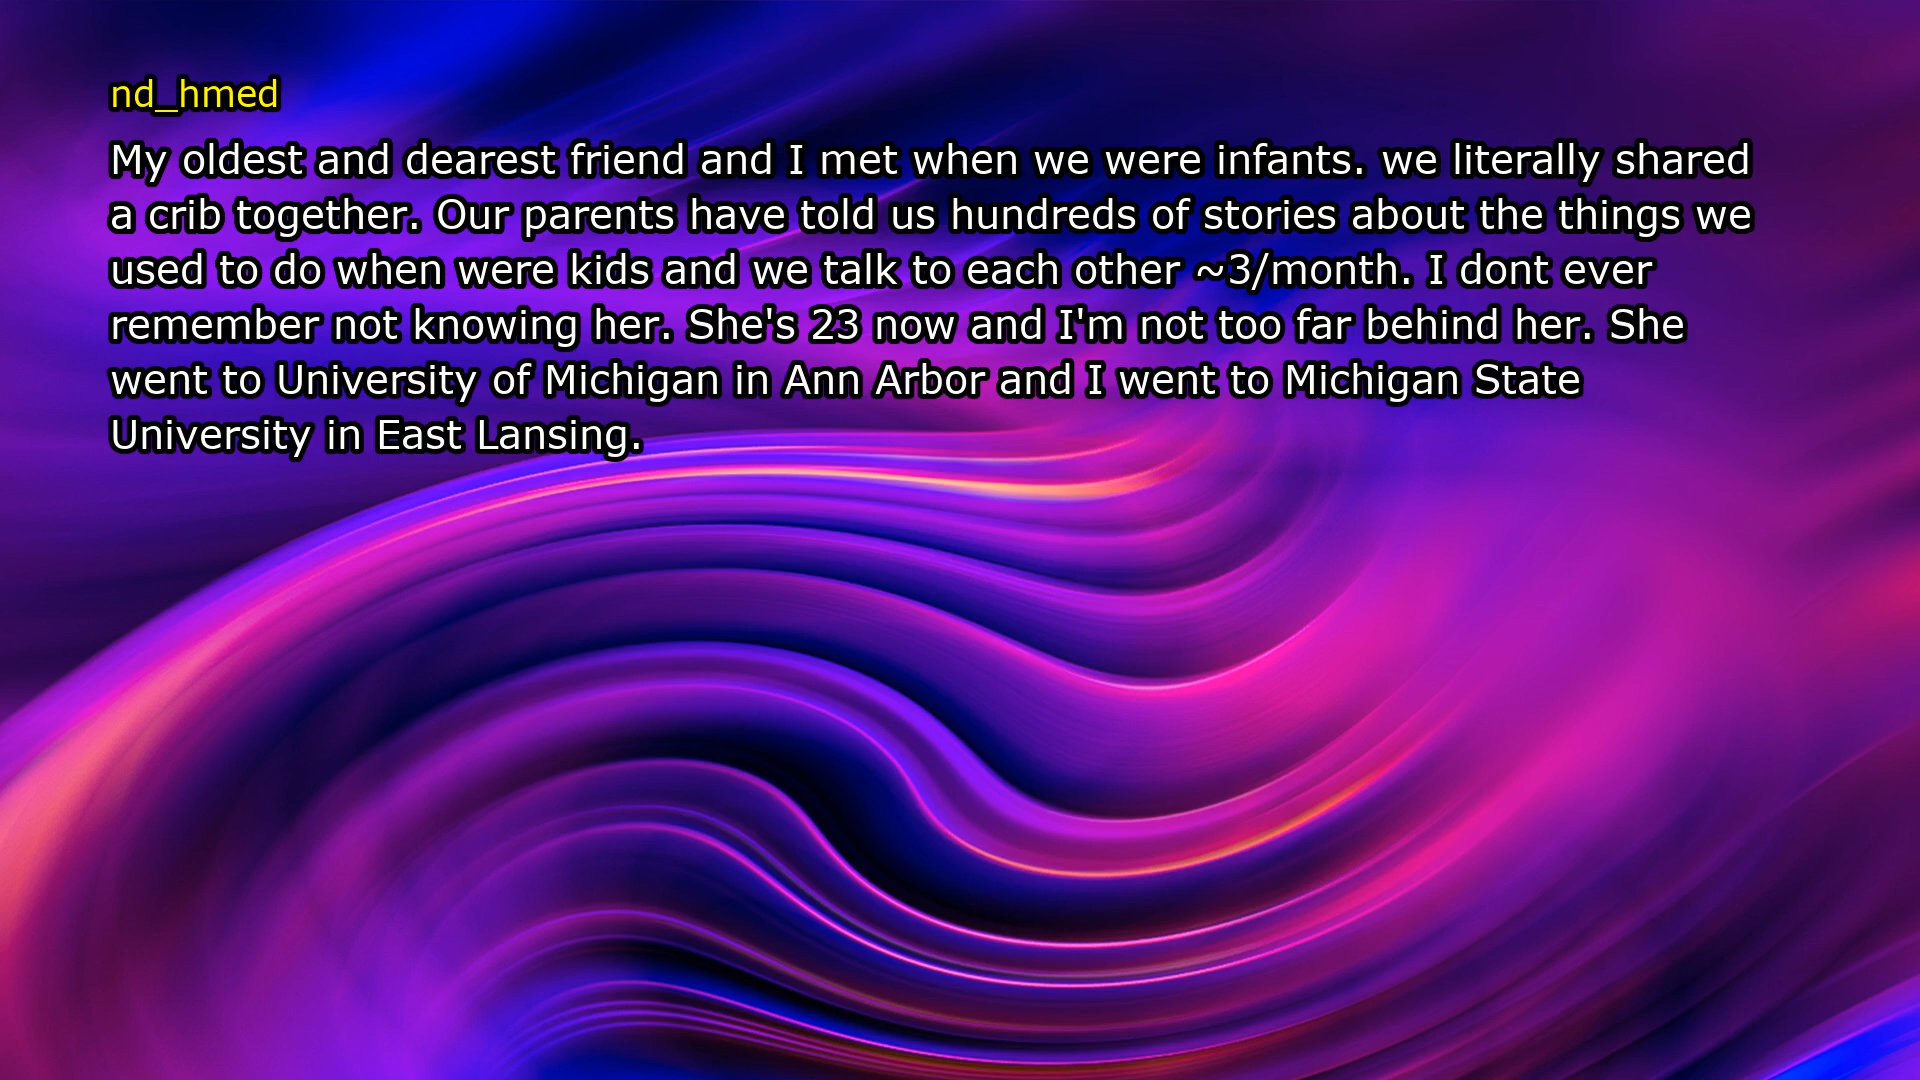 nd_hmed
My oldest and dearest friend and I met when we were infants. we literally shared
a crib together. Our parents have told us hundreds of stories about the things we
used to do when were kids and we talk to each other ~3/month. I dont ever
remember not knowing her. She's 23 now and I'm not too far behind her. She
went to University of Michigan in Ann Arbor and I went to Michigan State
University in East Lansing.